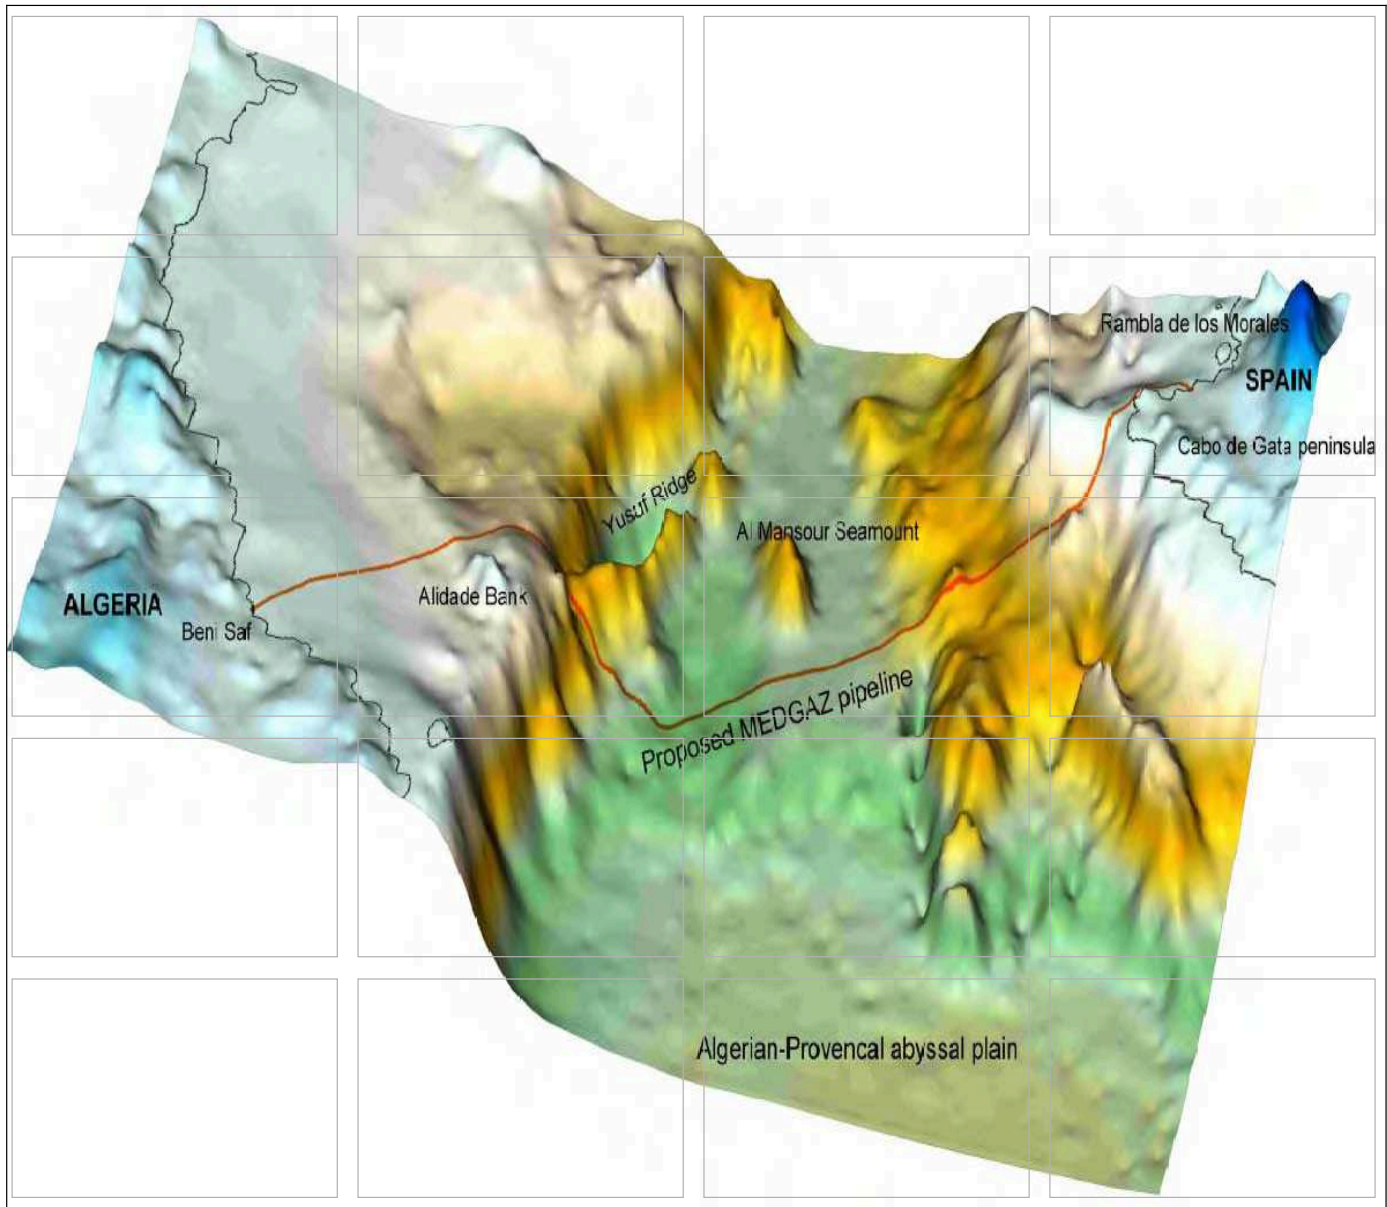 Rambla de los Morales
SPAIN
Cabo de Gata peninsula
Yusuf Ridge
Al Mansour Seamount
Alidade Bank
ALGERIA
Beni Saf
Proposed MEDGAZ pipeline
Algerian-Provencal abyssal plain